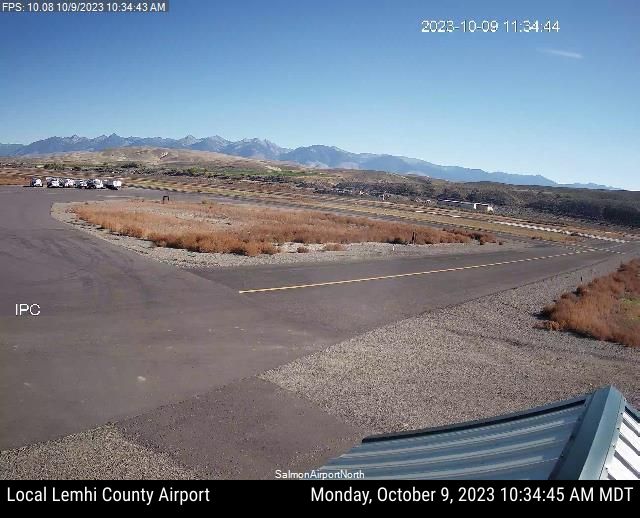 FPS: 10.08 10/9/2023 10:34:43 AM
2023-10-09 11:34:44
IPC
SalmonAirportNorth
Local Lemhi County Airport Monday, October 9, 2023 10:34:45 AM MDT